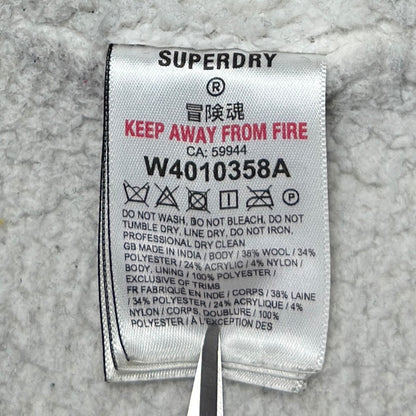 SUPERDRY
®
冒険魂
KEEP AWAY FROM FIRE
CA: 59944
W4010358A
DO NOT WASH, DO NOT BLEACH, DO NOT
TUMBLE DRY, LINE DRY, DO NOT IRON,
PROFESSIONAL DRY CLEAN
GB MADE IN INDIA / BODY / 38% WOOL / 34%
POLYESTER / 24% ACRYLIC / 4% NYLON /
BODY, LINING / 100% POLYESTER /
EXCLUSIVE OF TRIMS
FR FABRIQUÉ EN INDE / CORPS / 38% LAINE
/ 34% POLYESTER / 24% ACRYLIQUE / 4%
NYLON / CORPS, DOUBLURE / 100%
POLYESTER / À L'EXCEPTION DES